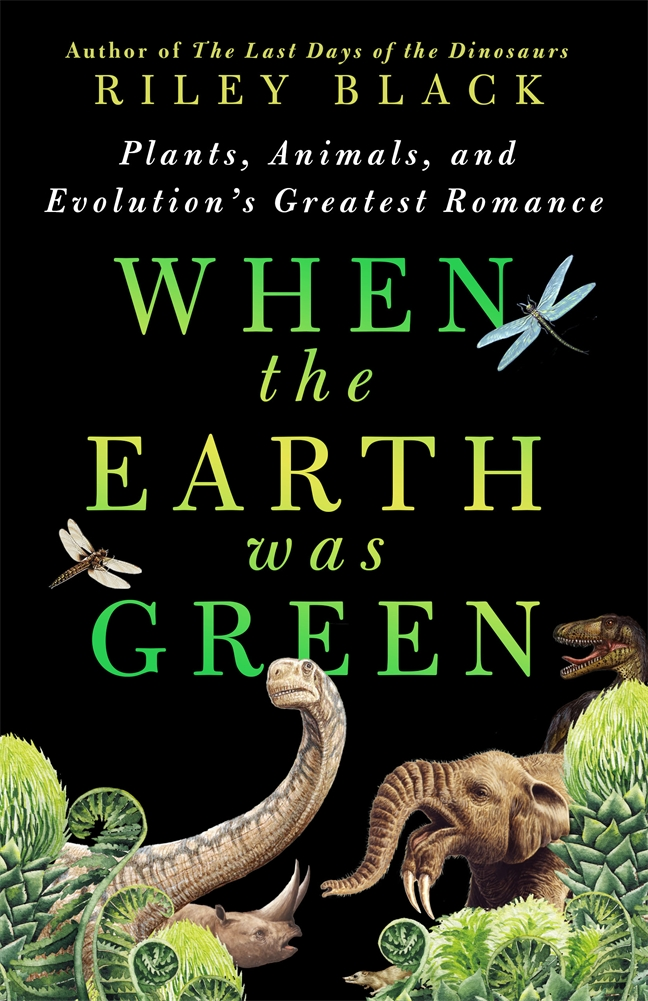 Author of The Last Days of the Dinosaurs
RILEY BLACK
Plants, Animals, and
Evolution’s Greatest Romance
WHEN
the
EARTH
was
GREEN